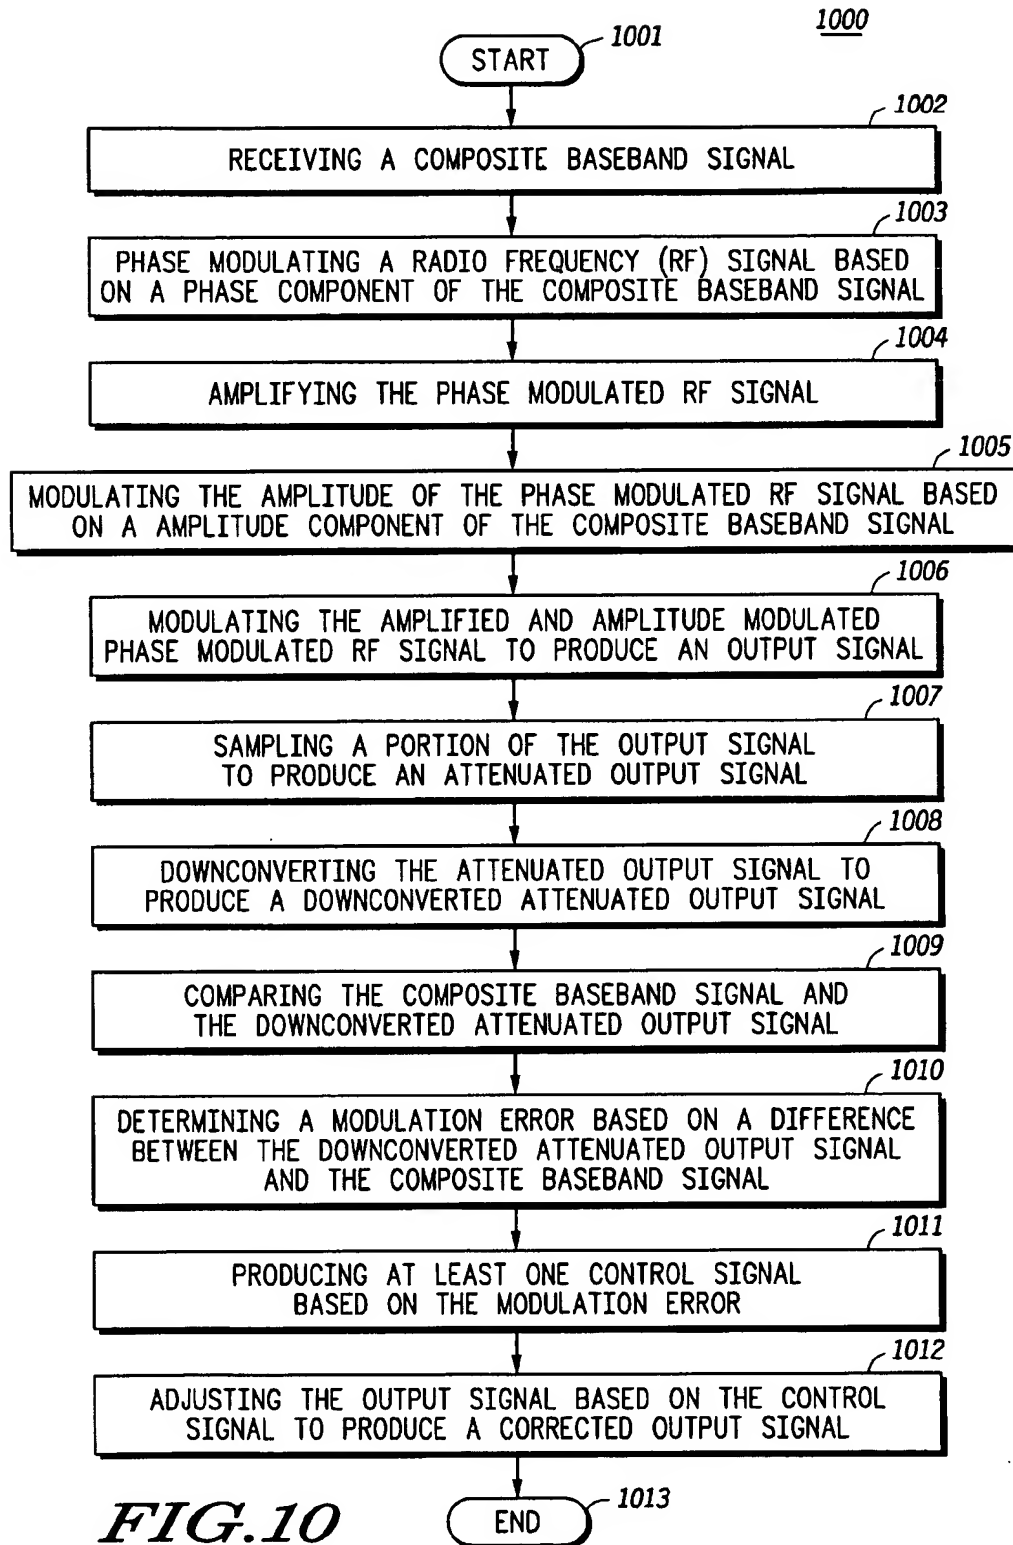 1000
1001
START
1002
RECEIVING A COMPOSITE BASEBAND SIGNAL
1003
PHASE MODULATING A RADIO FREQUENCY (RF) SIGNAL BASED
ON A PHASE COMPONENT OF THE COMPOSITE BASEBAND SIGNAL
1004
AMPLIFYING THE PHASE MODULATED RF SIGNAL
1005
MODULATING THE AMPLITUDE OF THE PHASE MODULATED RF SIGNAL BASED
ON A AMPLITUDE COMPONENT OF THE COMPOSITE BASEBAND SIGNAL
1006
MODULATING THE AMPLIFIED AND AMPLITUDE MODULATED
PHASE MODULATED RF SIGNAL TO PRODUCE AN OUTPUT SIGNAL
1007
SAMPLING A PORTION OF THE OUTPUT SIGNAL
TO PRODUCE AN ATTENUATED OUTPUT SIGNAL
1008
DOWNCONVERTING THE ATTENUATED OUTPUT SIGNAL TO
PRODUCE A DOWNCONVERTED ATTENUATED OUTPUT SIGNAL
1009
COMPARING THE COMPOSITE BASEBAND SIGNAL AND
THE DOWNCONVERTED ATTENUATED OUTPUT SIGNAL
1010
DETERMINING A MODULATION ERROR BASED ON A DIFFERENCE
BETWEEN THE DOWNCONVERTED ATTENUATED OUTPUT SIGNAL
AND THE COMPOSITE BASEBAND SIGNAL
1011
PRODUCING AT LEAST ONE CONTROL SIGNAL
BASED ON THE MODULATION ERROR
1012
ADJUSTING THE OUTPUT SIGNAL BASED ON THE CONTROL
SIGNAL TO PRODUCE A CORRECTED OUTPUT SIGNAL
1013
END
FIG.10